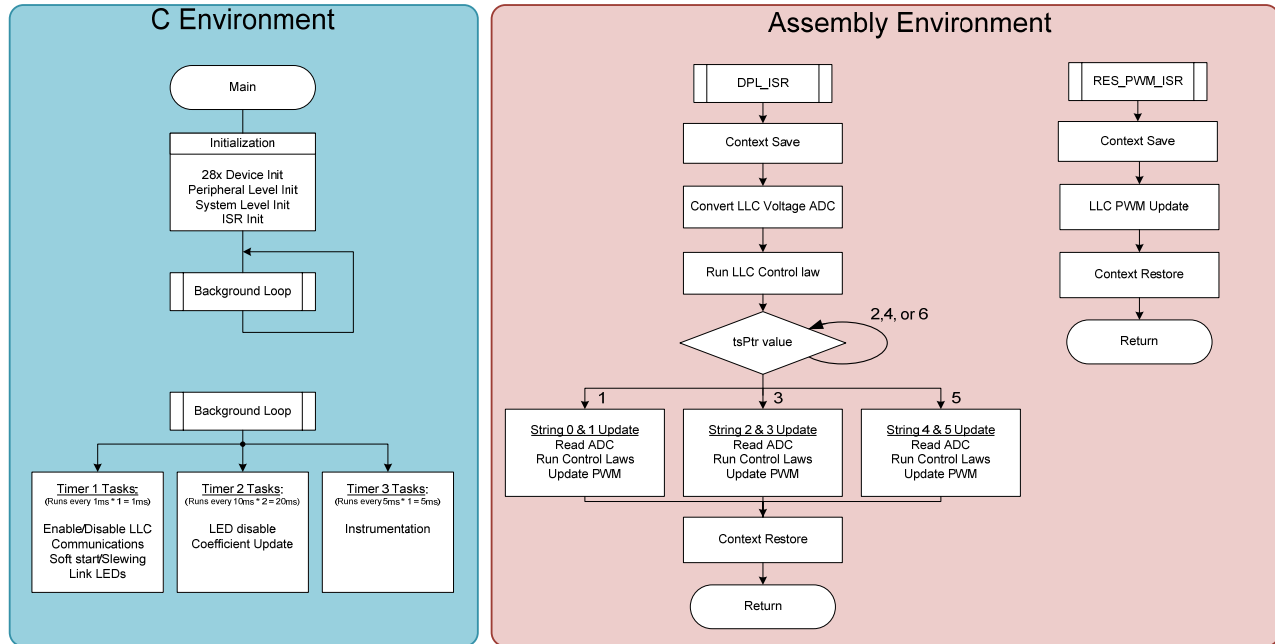 C Environment
Main
Initialization
28x Device Init
Peripheral Level Init
System Level Init
ISR Init
Background Loop
Background Loop
Timer 1 Tasks:
(Runs every 1ms * 1 = 1ms)
Enable/Disable LLC
Communications
Soft start/Slewing
Link LEDs
Timer 2 Tasks:
(Runs every 10ms * 2 = 20ms)
LED disable
Coefficient Update
Timer 3 Tasks:
(Runs every 5ms * 1 = 5ms)
Instrumentation
Assembly Environment
DPL_ISR
Context Save
Convert LLC Voltage ADC
Run LLC Control law
tsPtr value
2,4, or 6
1
3
5
String 0 & 1 Update
Read ADC
Run Control Laws
Update PWM
String 2 & 3 Update
Read ADC
Run Control Laws
Update PWM
String 4 & 5 Update
Read ADC
Run Control Laws
Update PWM
Context Restore
Return
RES_PWM_ISR
Context Save
LLC PWM Update
Context Restore
Return